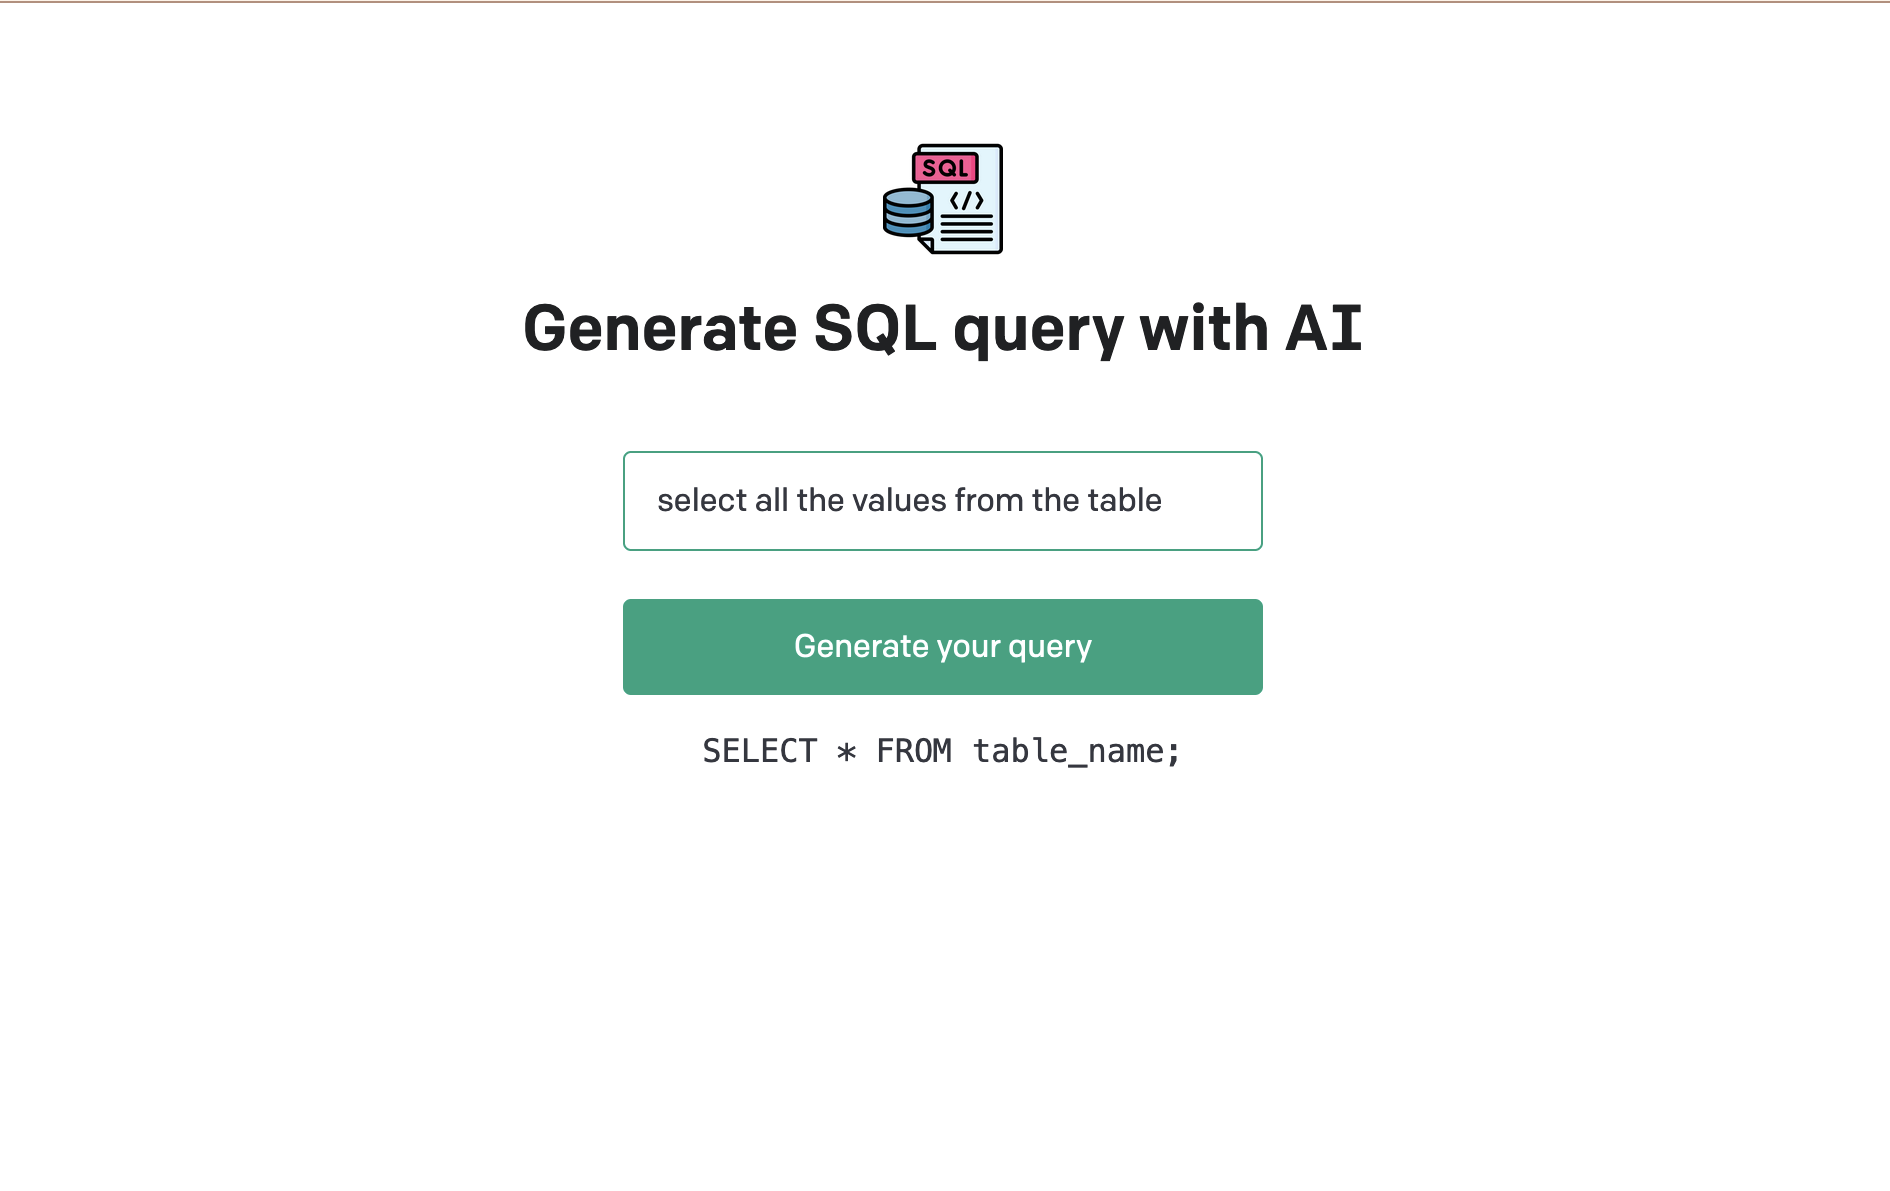 SQL
</>
Generate SQL query with AI
select all the values from the table
Generate your query
SELECT * FROM table_name;